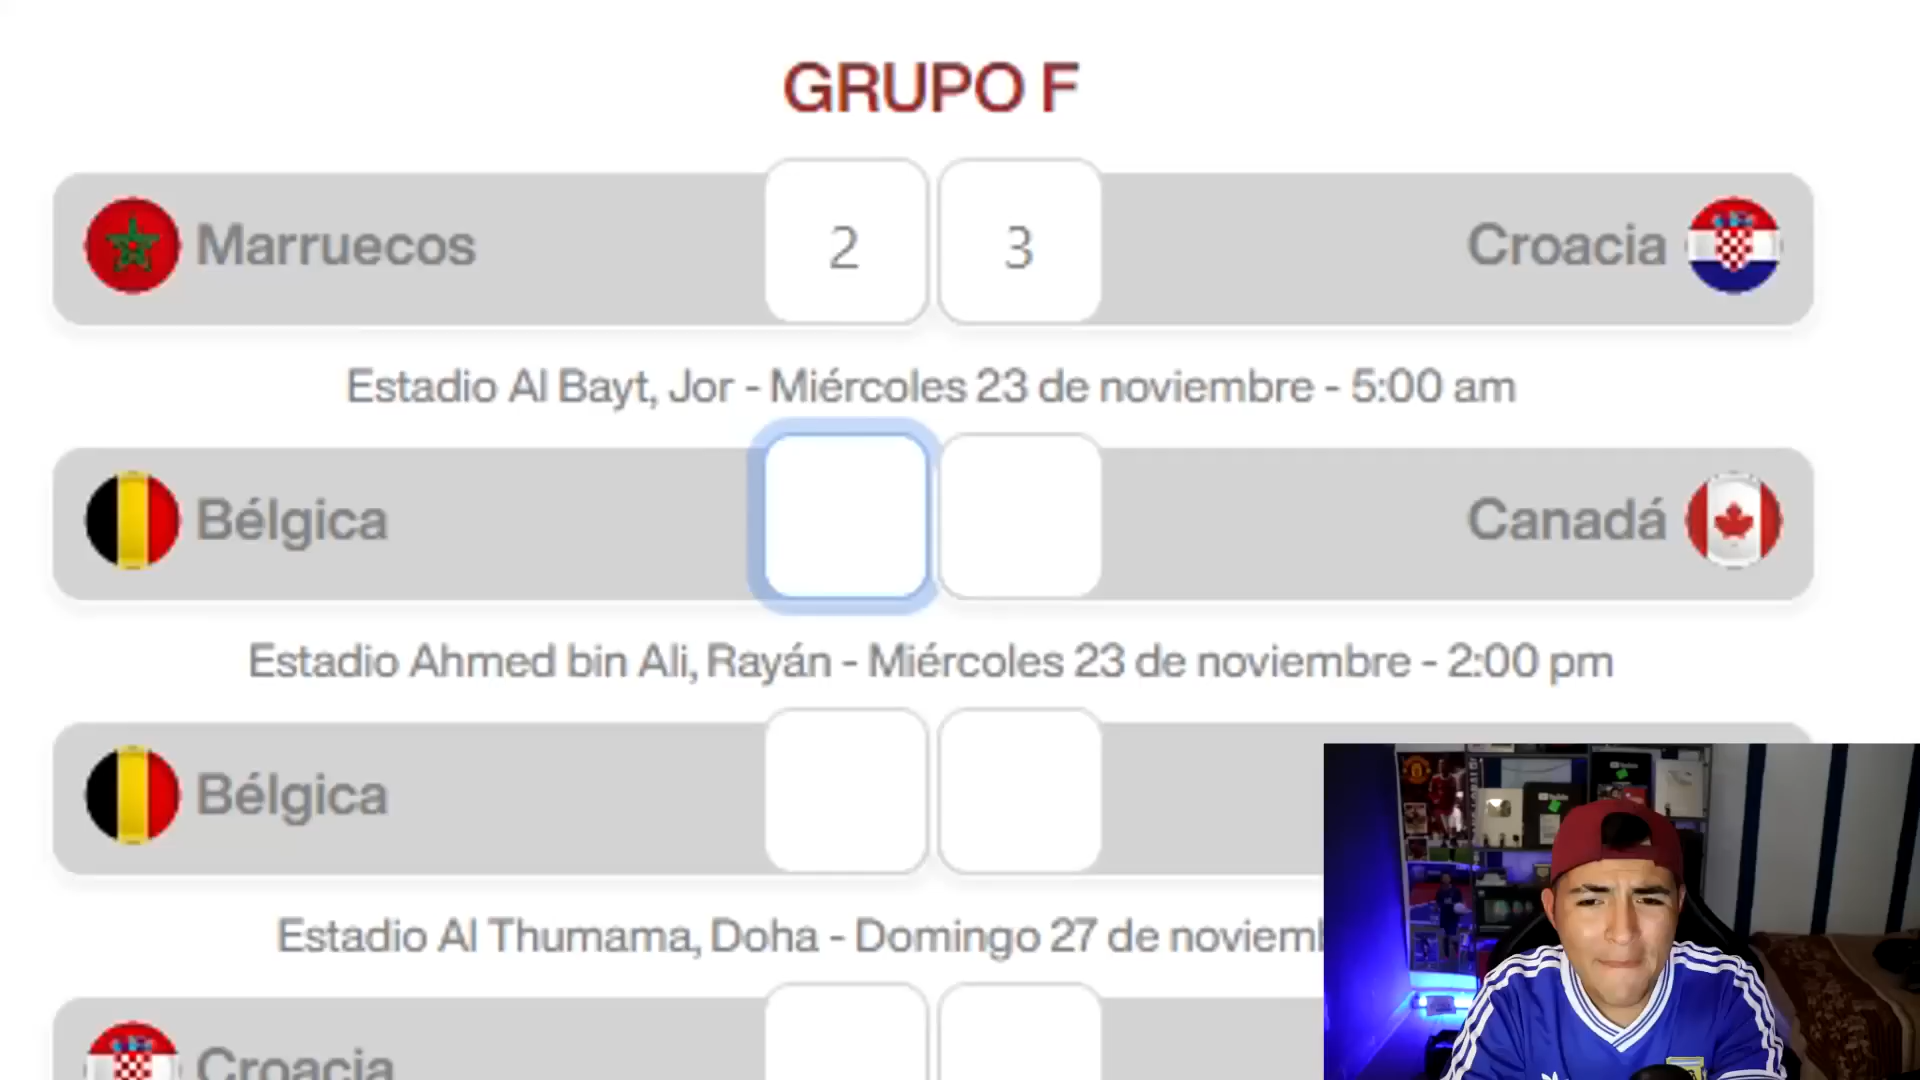 GRUPO F
Marruecos 2 3 Croacia
Estadio Al Bayt, Jor - Miércoles 23 de noviembre - 5:00 am
Bélgica Canadá
Estadio Ahmed bin Ali, Rayán - Miércoles 23 de noviembre - 2:00 pm
Bélgica
Estadio Al Thumama, Doha - Domingo 27 de noviemb
Croacia